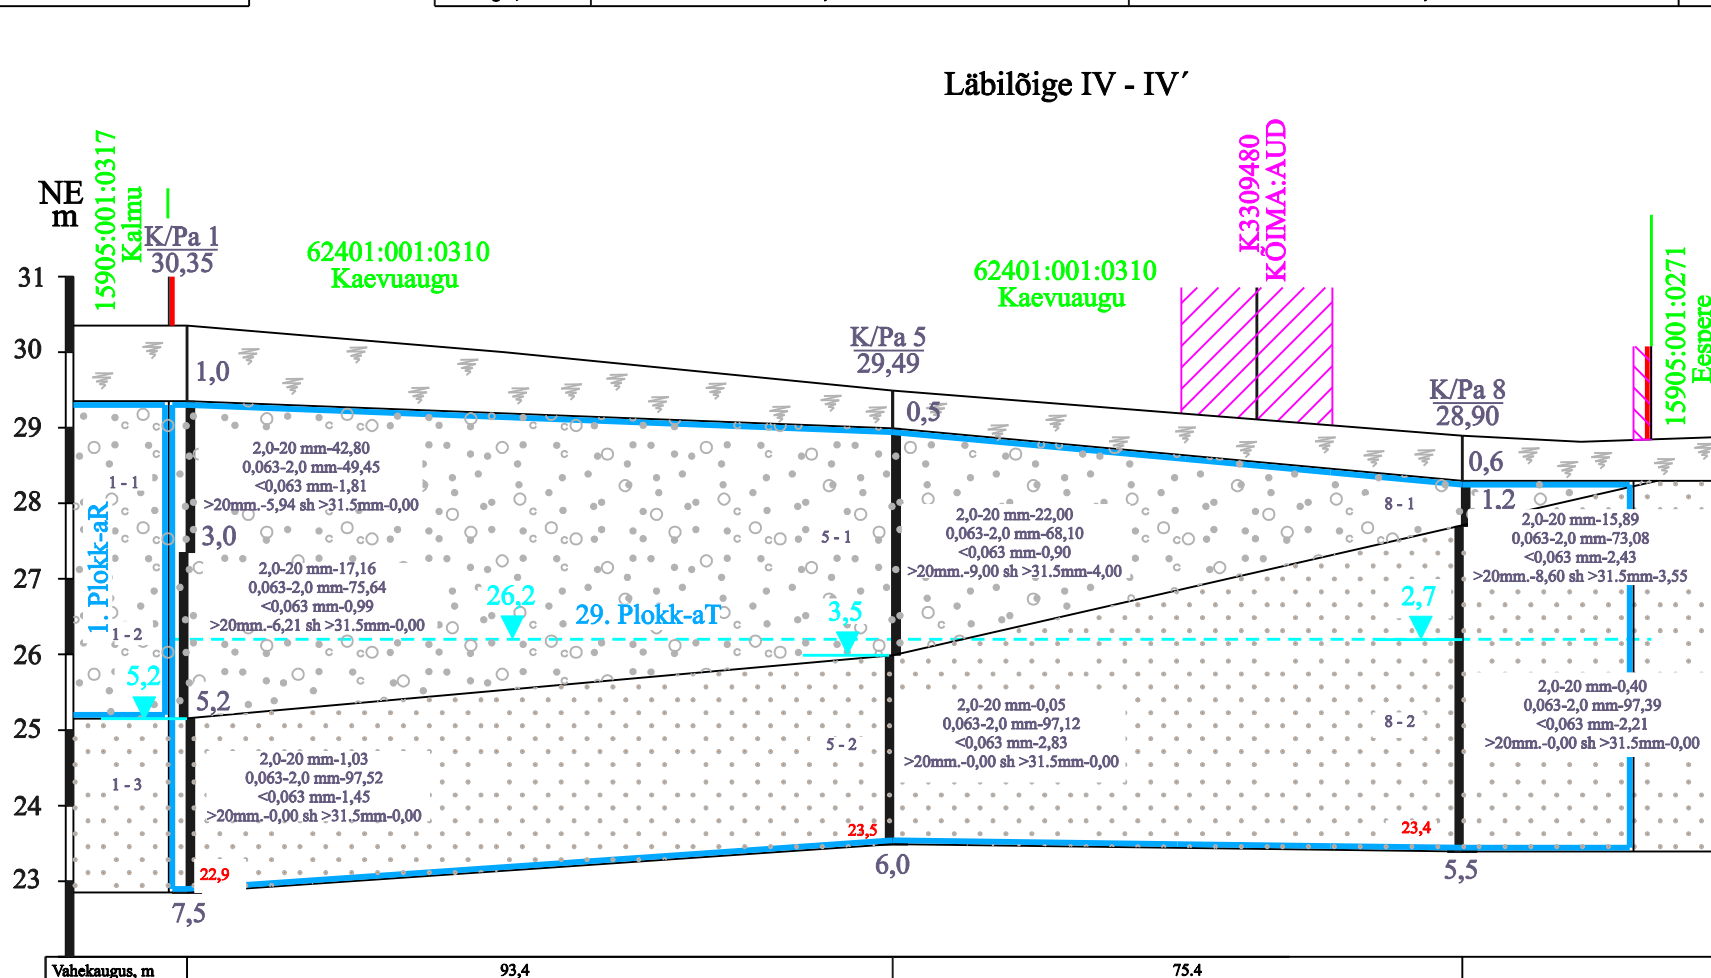 Läbilõige IV - IV´
NE
m
15905:001:0317
Kalmu
K/Pa 1
30,35
62401:001:0310
Kaevuaugu
K/Pa 5
29,49
62401:001:0310
Kaevuaugu
K3309480
KÕIMA:AUD
K/Pa 8
28,90
15905:001:0271
Eespere
31
30
29
28
27
26
25
24
23
1,0
0,5
0,6
1.2
3,0
5,2
1. Plokk-aR
1 - 1
1 - 2
1 - 3
5,2
2,0-20 mm-42,80
0,063-2,0 mm-49,45
<0,063 mm-1,81
>20mm.-5,94 sh >31.5mm-0,00
2,0-20 mm-17,16
0,063-2,0 mm-75,64
<0,063 mm-0,99
>20mm.-6,21 sh >31.5mm-0,00
2,0-20 mm-1,03
0,063-2,0 mm-97,52
<0,063 mm-1,45
>20mm.-0,00 sh >31.5mm-0,00
26,2
29. Plokk-aT
3,5
5 - 1
5 - 2
2,0-20 mm-22,00
0,063-2,0 mm-68,10
<0,063 mm-0,90
>20mm.-9,00 sh >31.5mm-4,00
2,0-20 mm-0,05
0,063-2,0 mm-97,12
<0,063 mm-2,83
>20mm.-0,00 sh >31.5mm-0,00
2,7
8 - 1
8 - 2
2,0-20 mm-15,89
0,063-2,0 mm-73,08
<0,063 mm-2,43
>20mm.-8,60 sh >31.5mm-3,55
2,0-20 mm-0,40
0,063-2,0 mm-97,39
<0,063 mm-2,21
>20mm.-0,00 sh >31.5mm-0,00
22,9
23,5
23,4
7,5
6,0
5,5
Vahekaugus, m
93,4
75.4